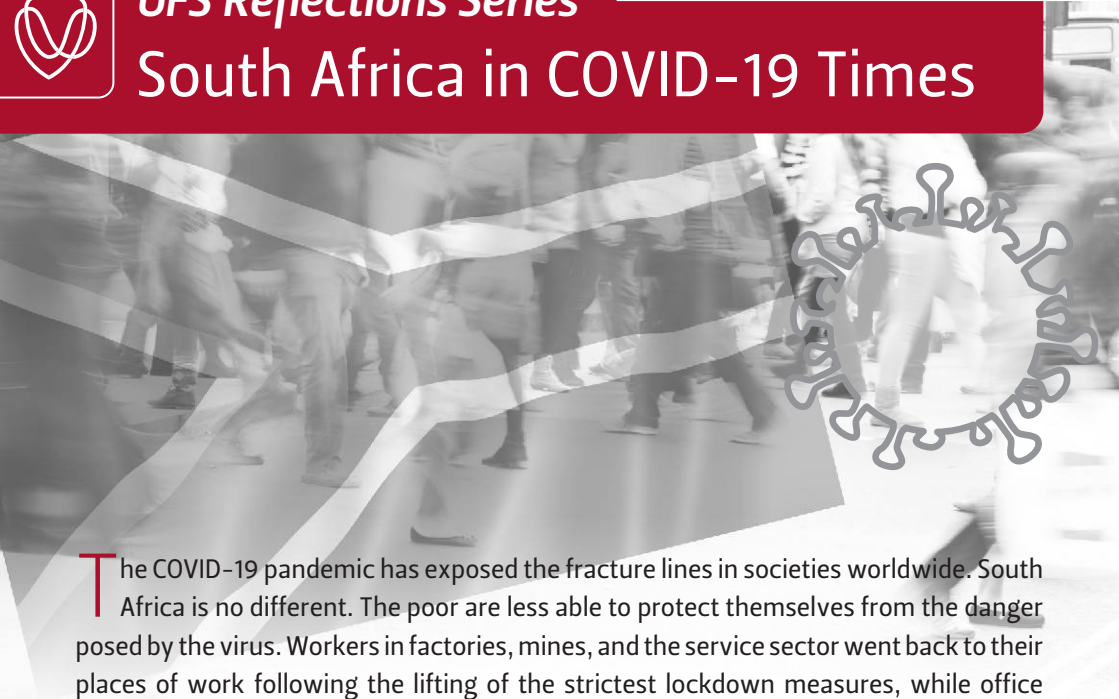 UFS Reflections Series
South Africa in COVID-19 Times
The COVID-19 pandemic has exposed the fracture lines in societies worldwide. South
Africa is no different. The poor are less able to protect themselves from the danger
posed by the virus. Workers in factories, mines, and the service sector went back to their
places of work following the lifting of the strictest lockdown measures, while office